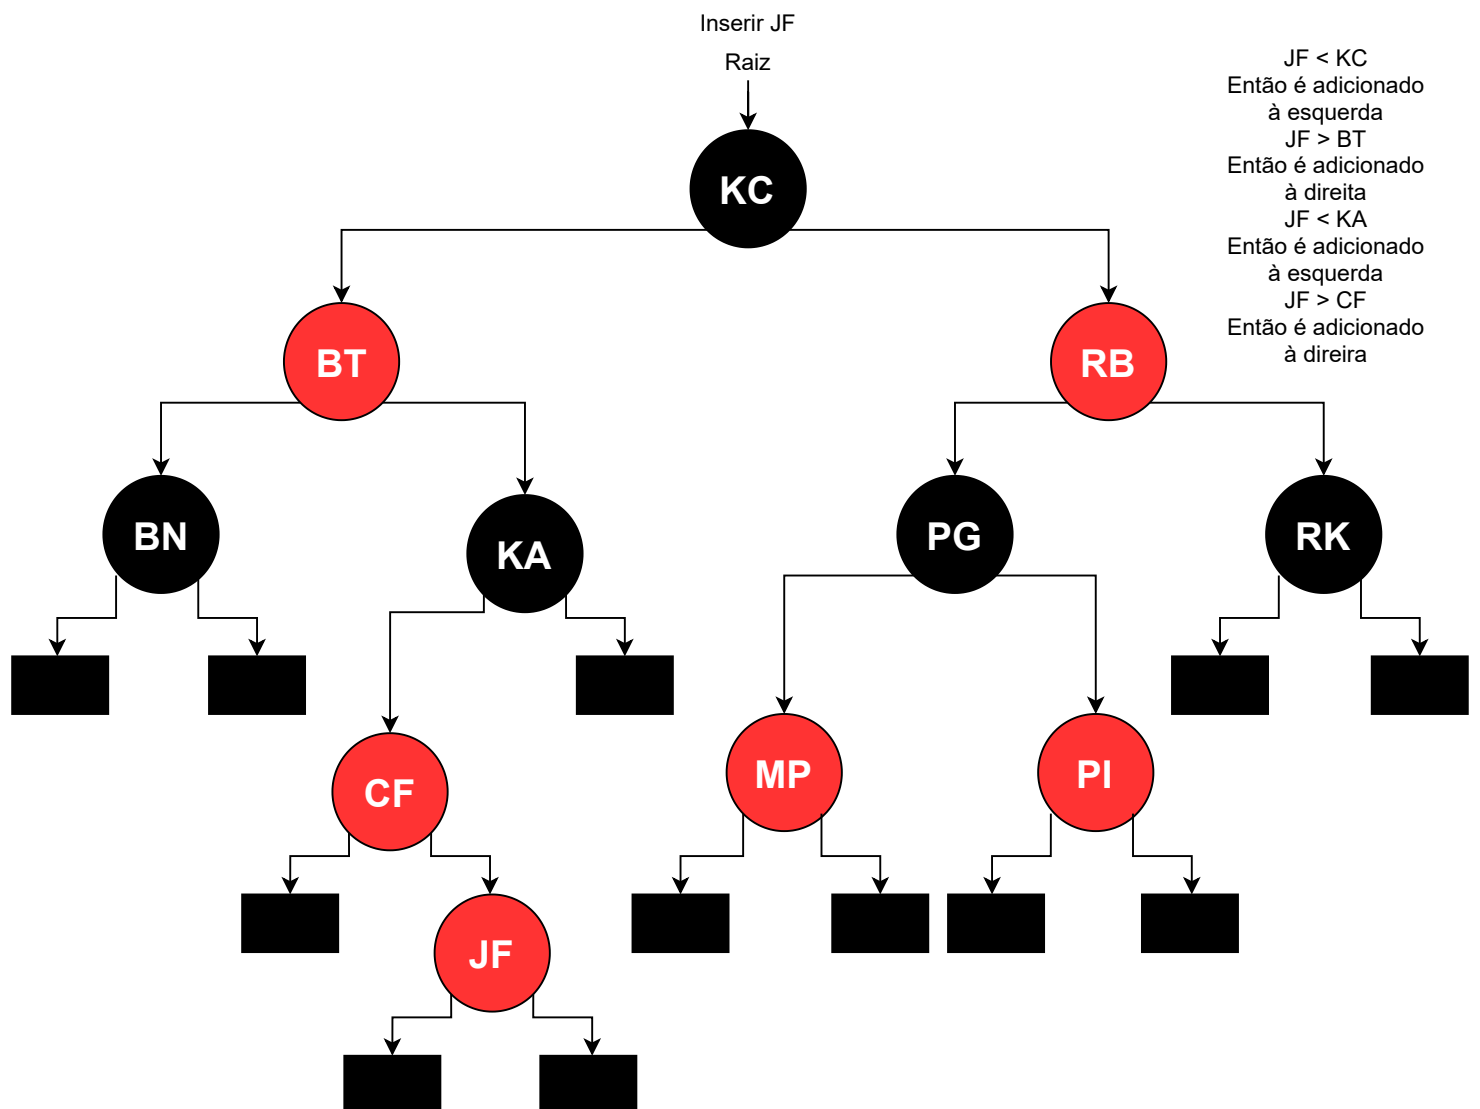 Inserir JF
Raiz
JF < KC
Então é adicionado
à esquerda
JF > BT
Então é adicionado
à direita
JF < KA
Então é adicionado
à esquerda
JF > CF
Então é adicionado
à direira
KC
BT
RB
BN
KA
PG
RK
CF
MP
PI
JF